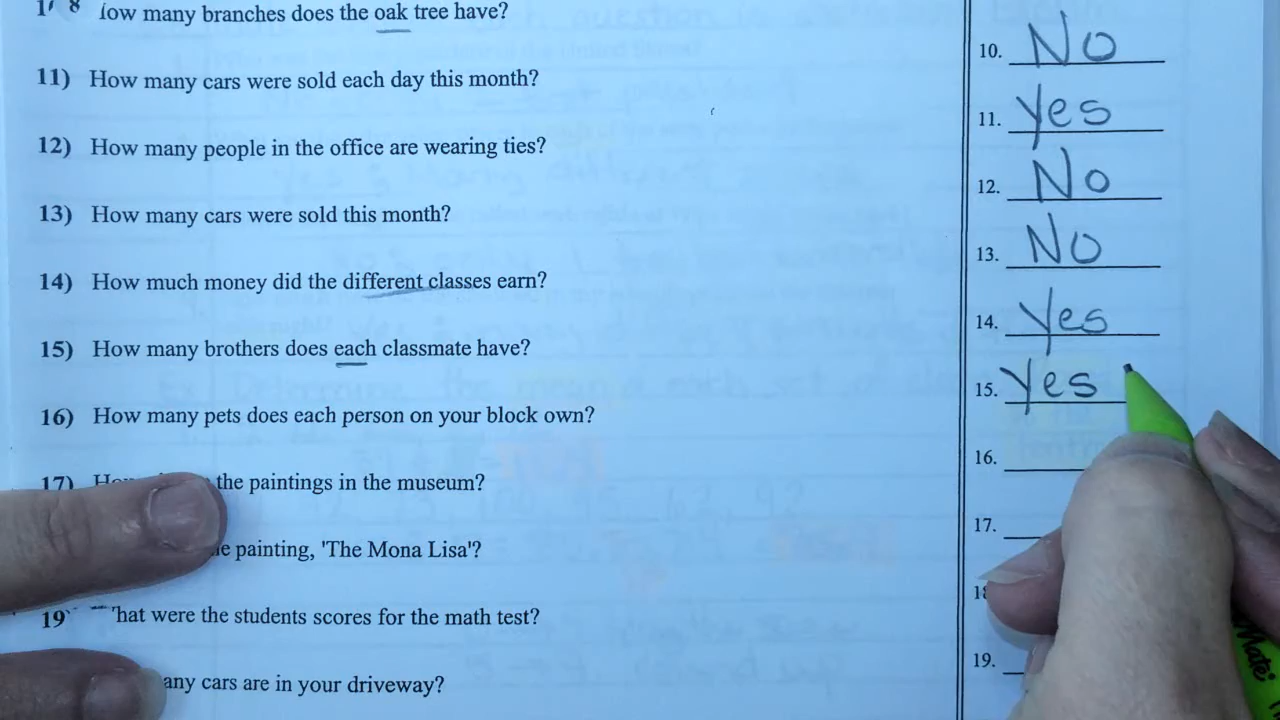 How many branches does the oak tree have?
10. No
11) How many cars were sold each day this month?
11. Yes
12) How many people in the office are wearing ties?
12. No
13) How many cars were sold this month?
13. No
14) How much money did the different classes earn?
14. Yes
15) How many brothers does each classmate have?
15. Yes
16) How many pets does each person on your block own?
16.
17) the paintings in the museum?
17.
painting, 'The Mona Lisa'?
19 hat were the students scores for the math test?
19.
any cars are in your driveway?
Mate